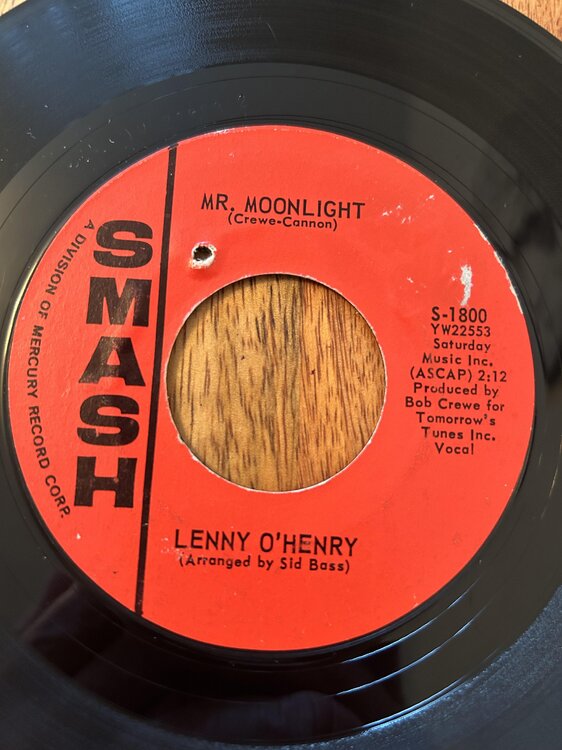 MR. MOONLIGHT
(Crewe-Cannon)
SMASH
A DIVISION OF MERCURY RECORD CORP.
S-1800
YW22553
Saturday
Music Inc.
(ASCAP) 2:12
Produced by
Bob Crewe for
Tomorrow's
Tunes Inc.
Vocal
LENNY O'HENRY
(Arranged by Sid Bass)